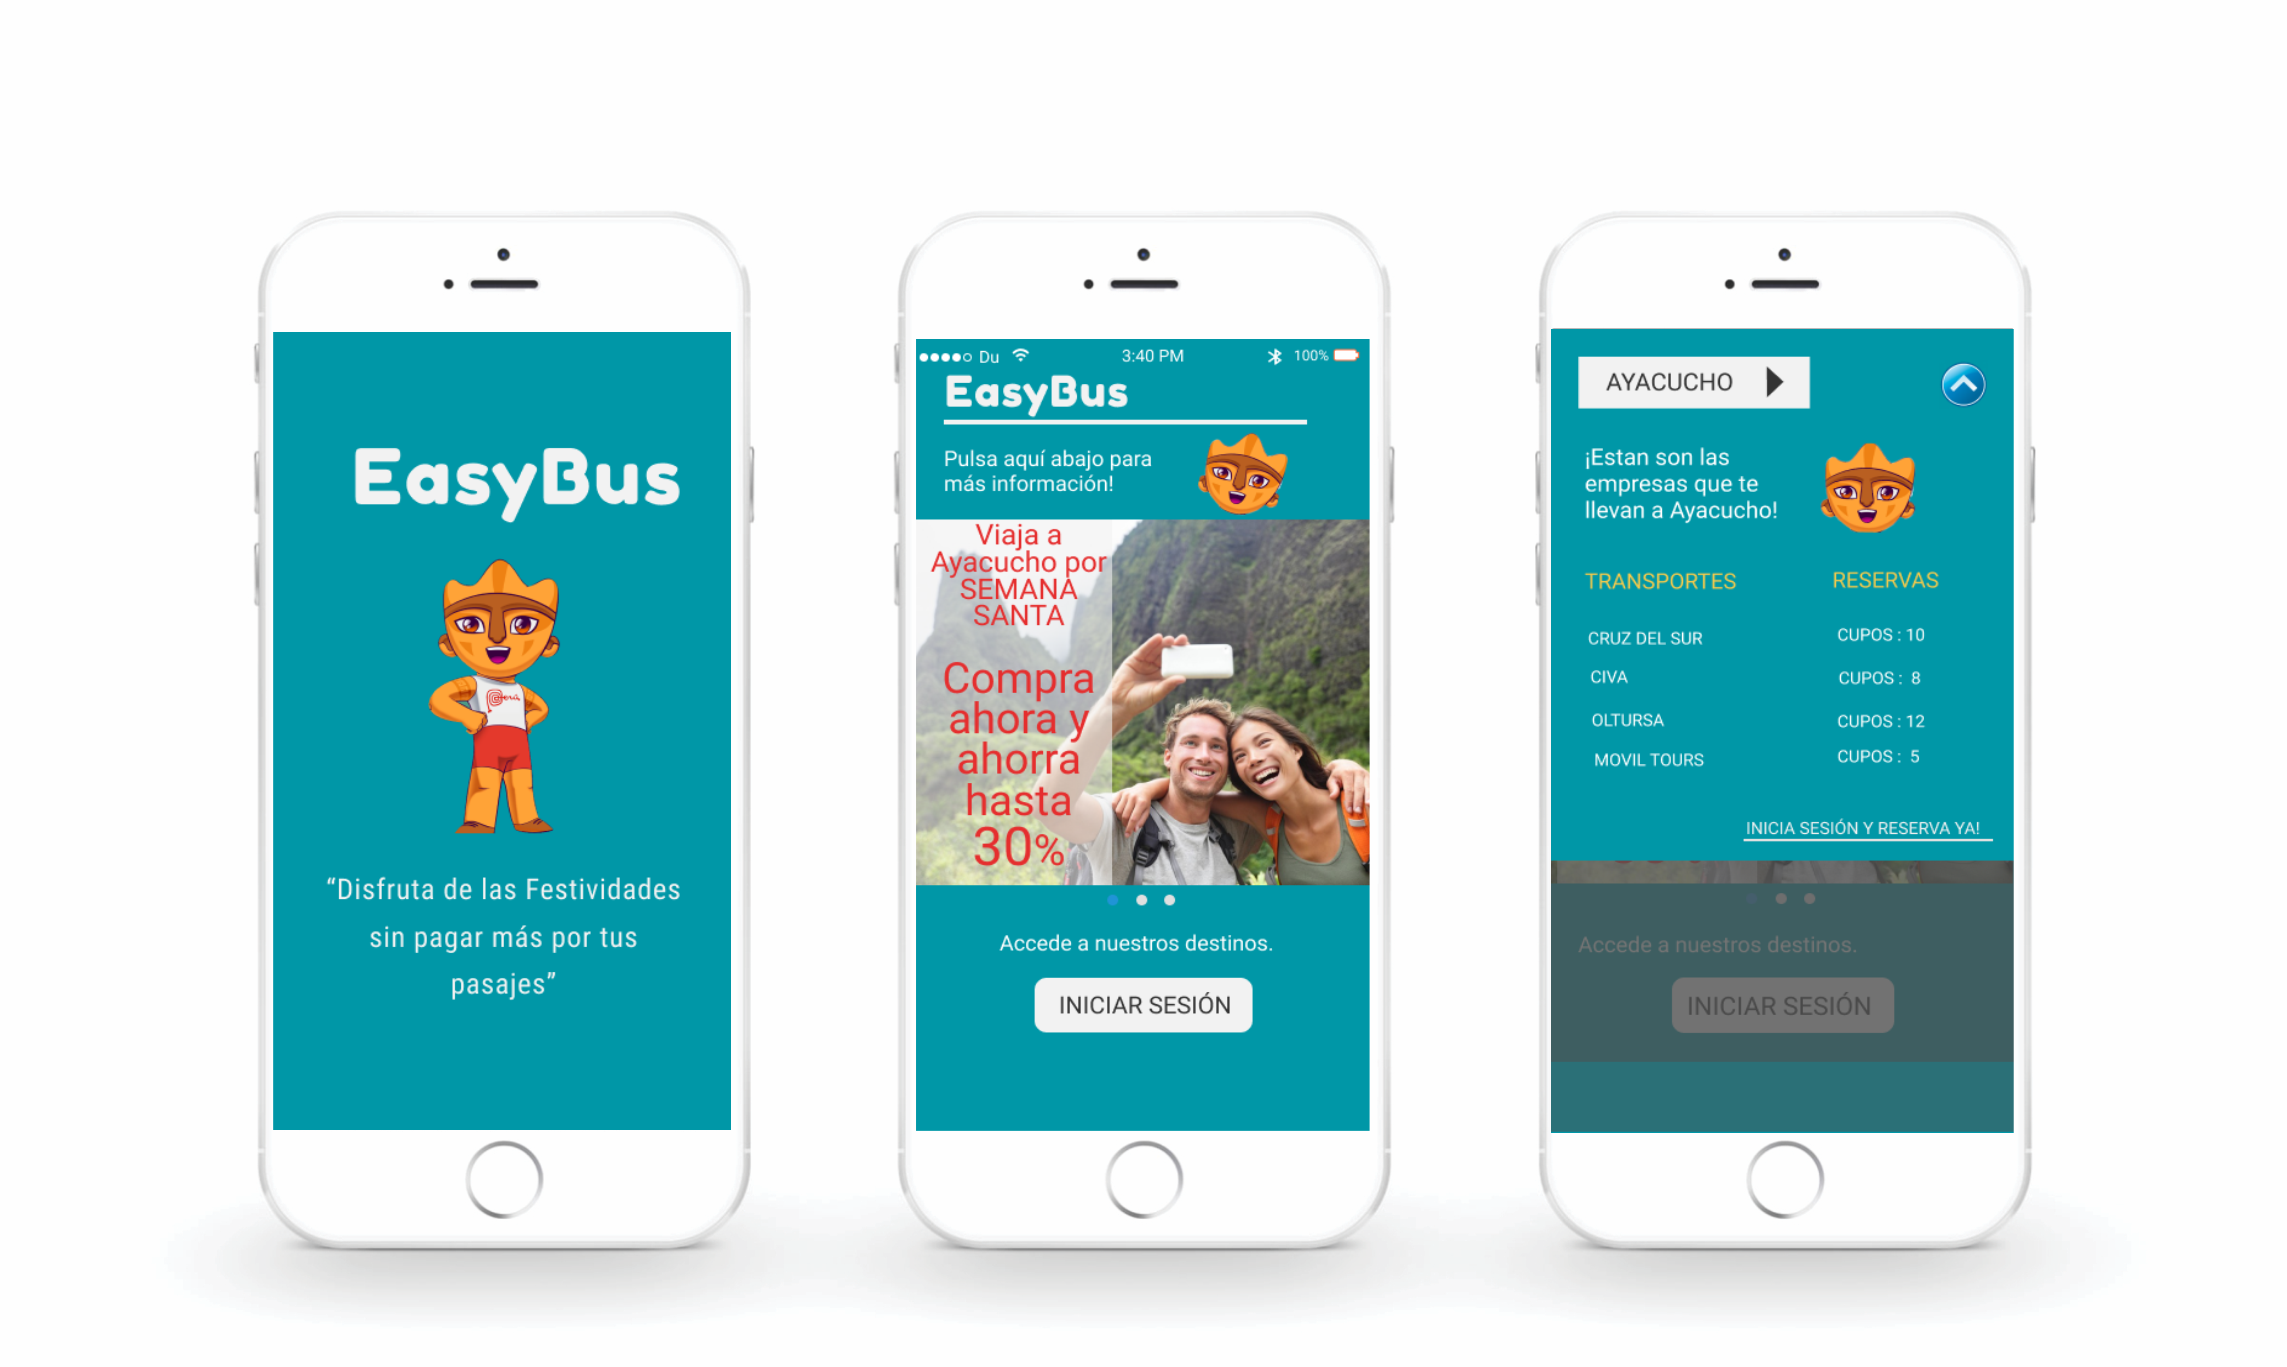 EasyBus
Perú
“Disfruta de las Festividades
sin pagar más por tus
pasajes”
Du
3:40 PM
100%
EasyBus
Pulsa aquí abajo para
más información!
Viaja a
Ayacucho por
SEMANA
SANTA
Compra
ahora y
ahorra
hasta
30%
Accede a nuestros destinos.
INICIAR SESIÓN
AYACUCHO
¡Estan son las
empresas que te
llevan a Ayacucho!
TRANSPORTES RESERVAS
CRUZ DEL SUR CUPOS : 10
CIVA CUPOS : 8
OLTURSA CUPOS : 12
MOVIL TOURS CUPOS : 5
INICIA SESIÓN Y RESERVA YA!
Accede a nuestros destinos.
INICIAR SESIÓN